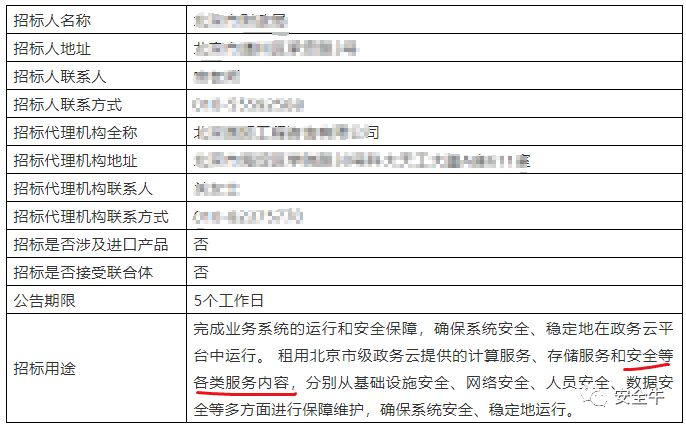 招标人名称
招标人地址
招标人联系人
招标人联系方式
招标代理机构全称 公司
招标代理机构地址
招标代理机构联系人
招标代理机构联系方式
招标是否涉及进口产品 否
招标是否接受联合体 否
公告期限 5个工作日
招标用途
完成业务系统的运行和安全保障，确保系统安全、稳定地在政务云平
台中运行。 租用北京市级政务云提供的计算服务、存储服务和安全等
各类服务内容，分别从基础设施安全、网络安全、人员安全、数据安
全等多方面进行保障维护，确保系统安全、稳定地运行。
安全牛